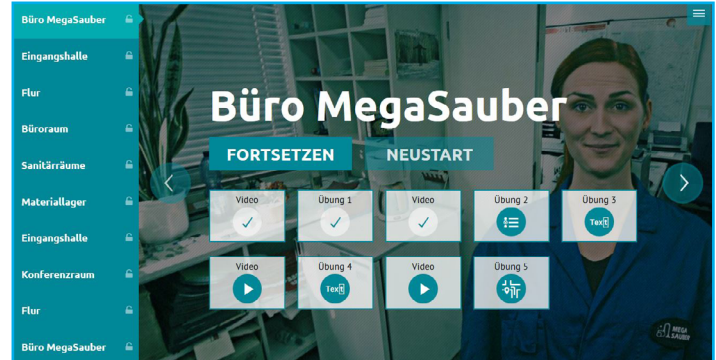 Büro MegaSauber
Eingangshalle
Flur
Büroraum
Sanitärräume
Materiallager
Eingangshalle
Konferenzraum
Flur
Büro MegaSauber
Büro MegaSauber
FORTSETZEN NEUSTART
Video Übung 1 Video Übung 2 Übung 3
Text
Video Übung 4 Video Übung 5
Text
MEGA
SAUBER